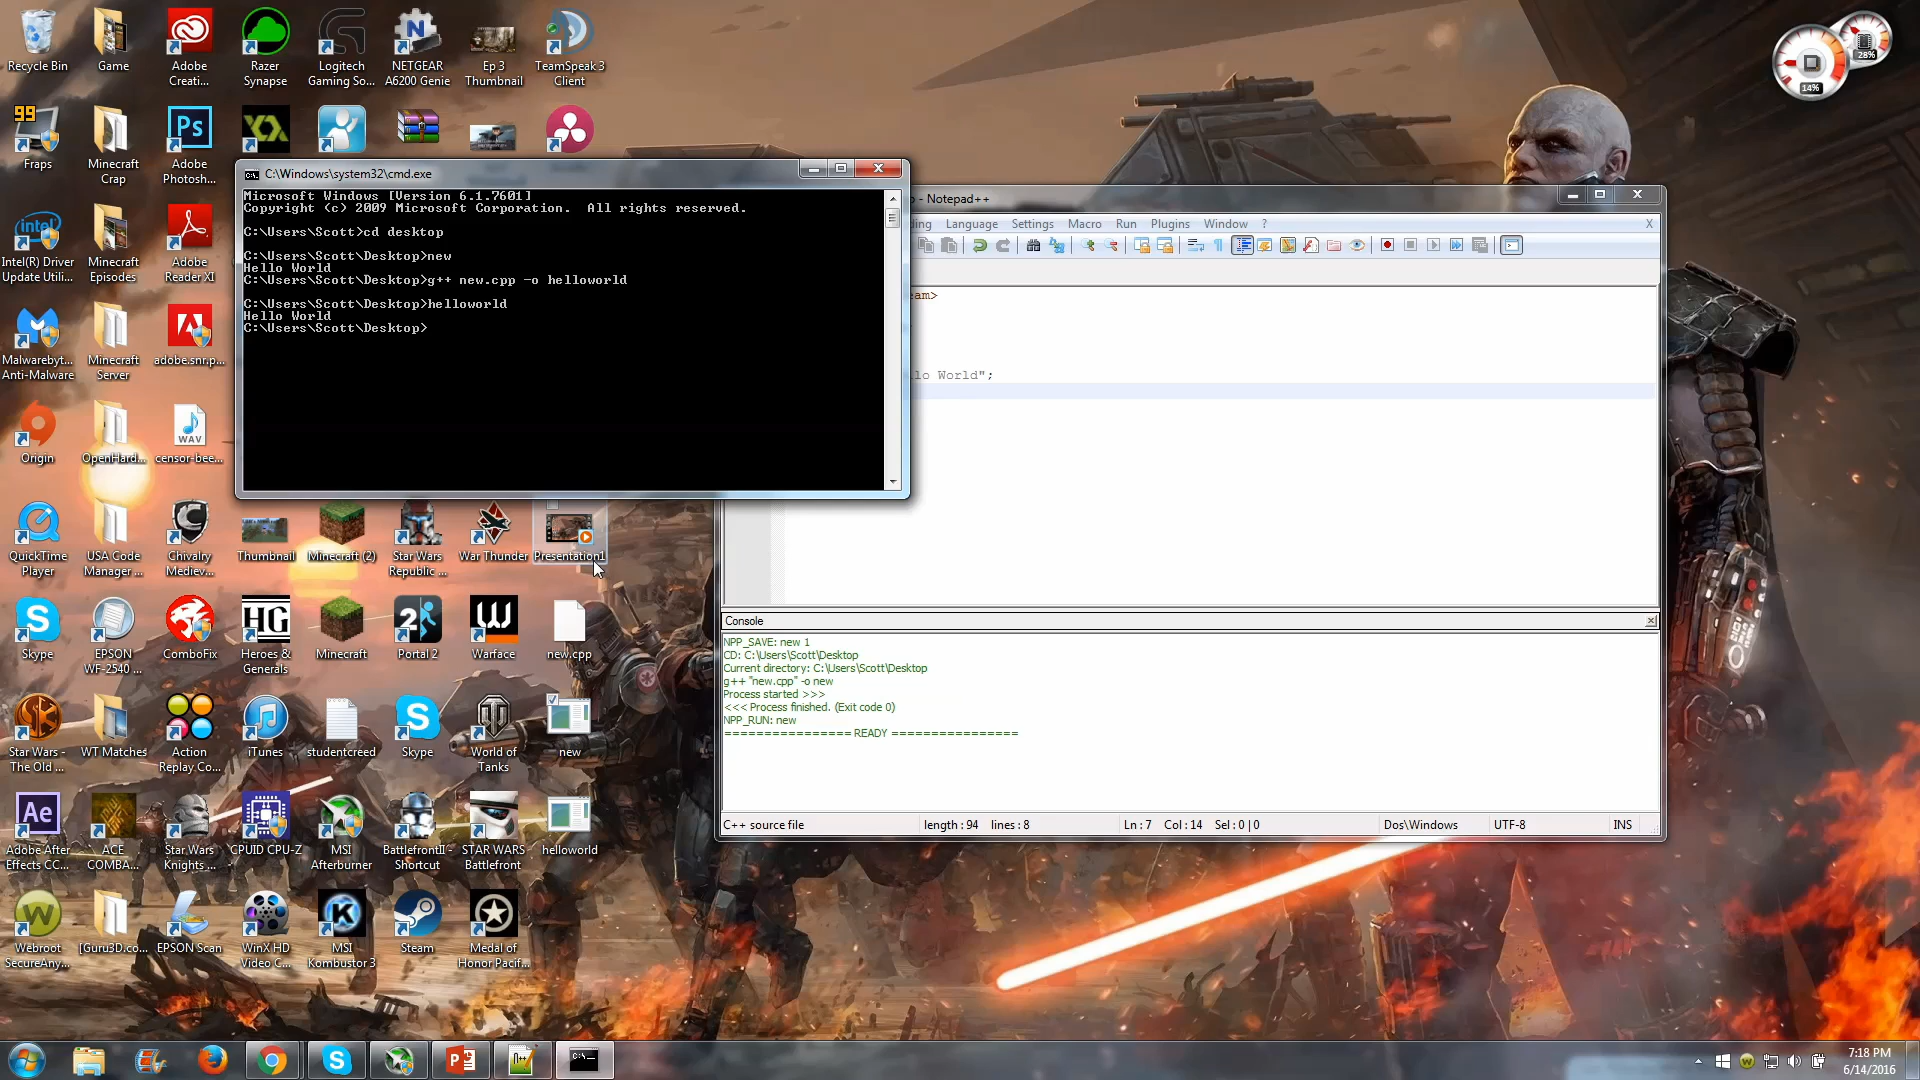 Recycle Bin
Game
Adobe
Creati...
Razer
Synapse
Logitech
Gaming So...
NETGEAR
A6200 Genie
Ep 3
Thumbnail
TeamSpeak 3
Client
14%
28%
99
Fraps
Minecraft
Crap
Ps
Adobe
Photosh...
C:\Windows\system32\cmd.exe
Microsoft Windows [Version 6.1.7601]
Copyright (c) 2009 Microsoft Corporation.  All rights reserved.
C:\Users\Scott>cd desktop
C:\Users\Scott\Desktop>new
Hello World
C:\Users\Scott\Desktop>g++ new.cpp -o helloworld
C:\Users\Scott\Desktop>helloworld
Hello World
C:\Users\Scott\Desktop>
- Notepad++
Language Settings Macro Run Plugins Window ? X
eam>
lo World";
intel
Intel(R) Driver
Update Utili...
Minecraft
Episodes
Adobe
Reader XI
Malwarebyt...
Anti-Malware
Minecraft
Server
adobe.snr.p...
Origin
OpenHard...
WAV
censor-bee...
QuickTime
Player
USA Code
Manager ...
Chivalry
Mediev...
Thumbnail
Minecraft (2)
Star Wars
Republic ...
War Thunder
Presentation1
Skype
EPSON
WF-2540 ...
ComboFix
HG
Heroes &
Generals
Minecraft
2
Portal 2
W
Warface
new.cpp
Star Wars -
The Old ...
WT Matches
Action
Replay Co...
iTunes
studentcreed
Skype
World of
Tanks
new
Ae
Adobe After
Effects CC...
ACE
COMBA...
Star Wars
Knights ...
CPUID CPU-Z
MSI
Afterburner
BattlefrontII -
Shortcut
STAR WARS
Battlefront
helloworld
Webroot
SecureAny...
[Guru3D.co...
EPSON Scan
WinX HD
Video C...
K
MSI
Kombustor 3
Steam
Medal of
Honor Pacif...
Console
NPP_SAVE: new 1
CD: C:\Users\Scott\Desktop
Current directory: C:\Users\Scott\Desktop
g++ "new.cpp" -o new
Process started >>>
<<< Process finished. (Exit code 0)
NPP_RUN: new
================ READY ================
C++ source file length : 94 lines : 8 Ln : 7 Col : 14 Sel : 0 | 0 Dos\Windows UTF-8 INS
7:18 PM
6/14/2016